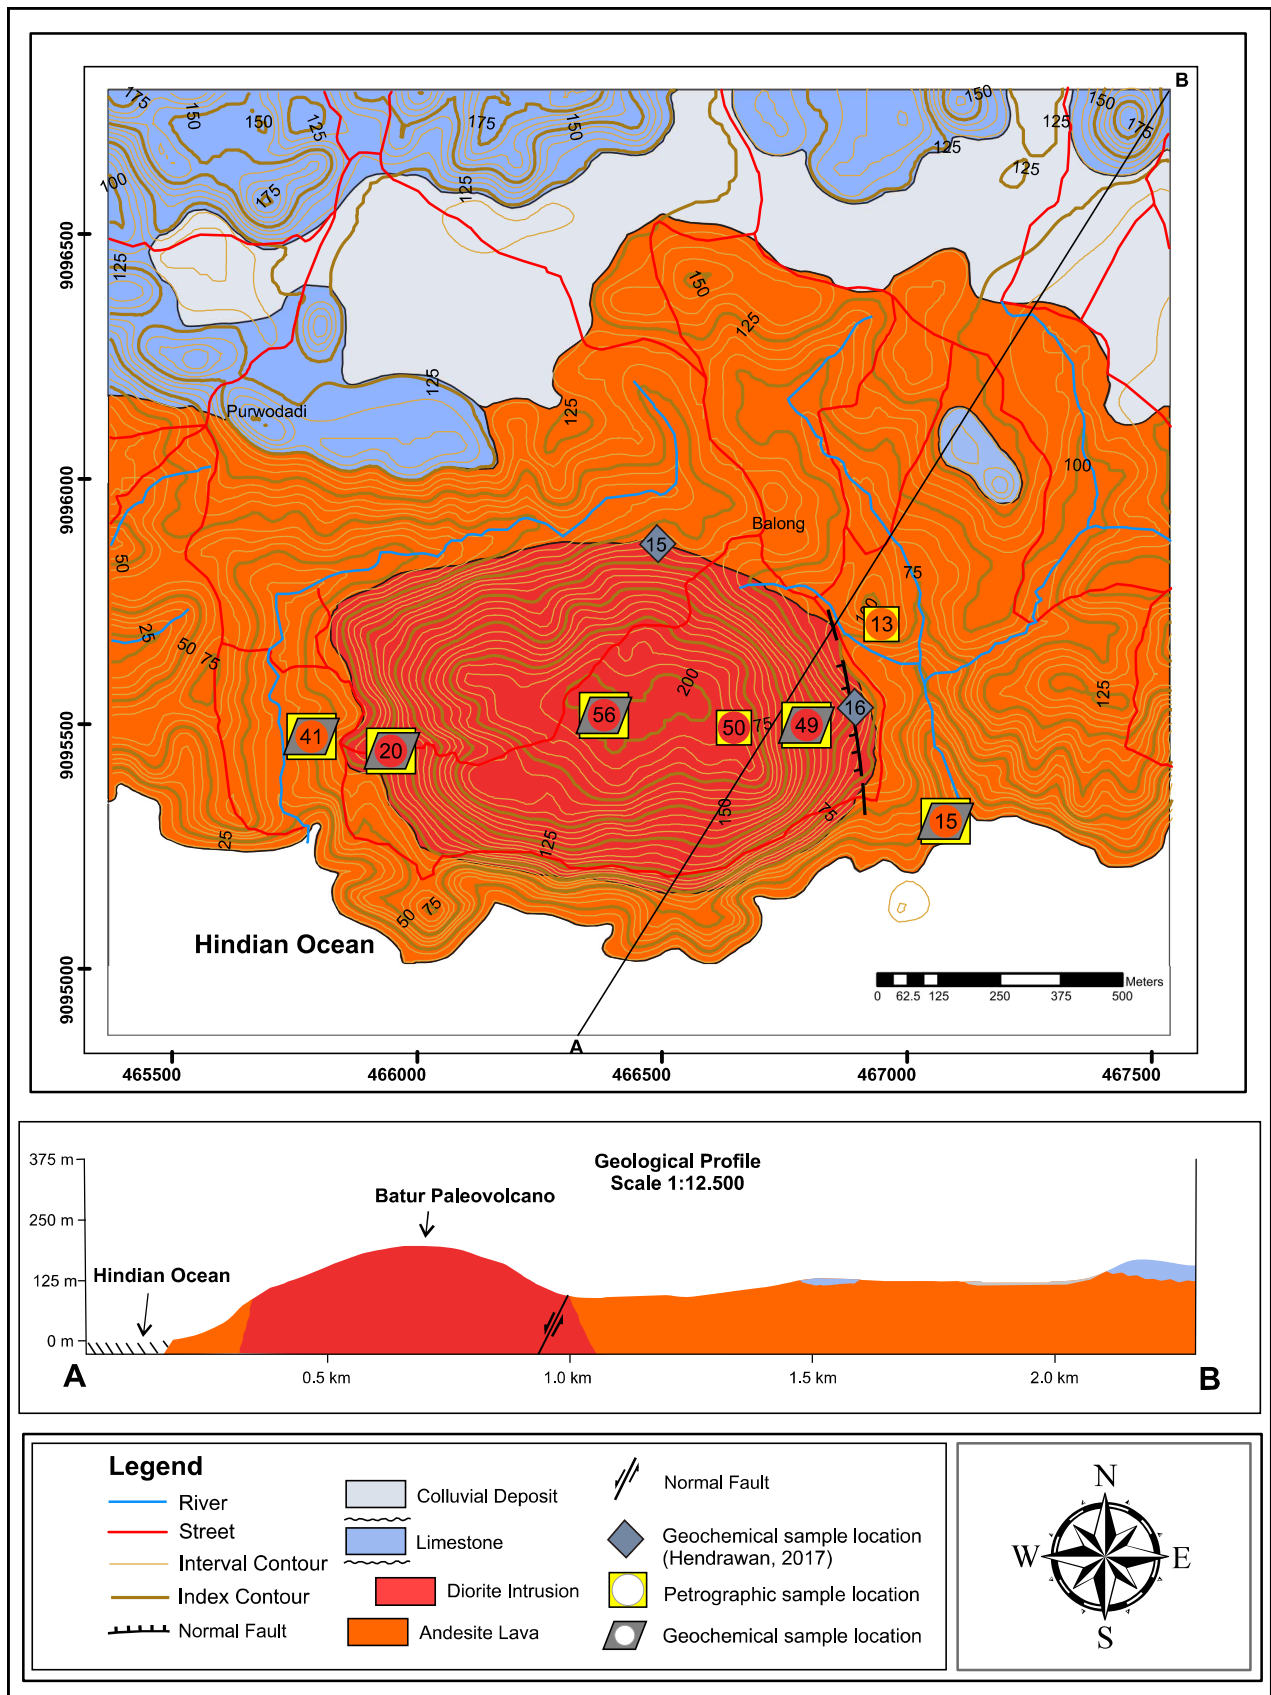 B
175
150
150
125
175
150
150
125
150
175
125
125
100
175
125
9096500
125
150
125
Purwodadi
125
125
100
9096000
15
Balong
50
75
100
13
25
50
75
200
125
9095500
41
20
56
50
75
49
16
15
25
125
150
75
50
75
Hindian Ocean
9095000
0 62.5 125 250 375 500 Meters
A
465500 466000 466500 467000 467500
375 m
250 m
125 m
0 m
Geological Profile
Scale 1:12.500
Batur Paleovolcano
Hindian Ocean
A
0.5 km 1.0 km 1.5 km 2.0 km
B
Legend
River
Street
Interval Contour
Index Contour
Normal Fault
Colluvial Deposit
Limestone
Diorite Intrusion
Andesite Lava
Normal Fault
Geochemical sample location
(Hendrawan, 2017)
Petrographic sample location
Geochemical sample location
N
W E
S